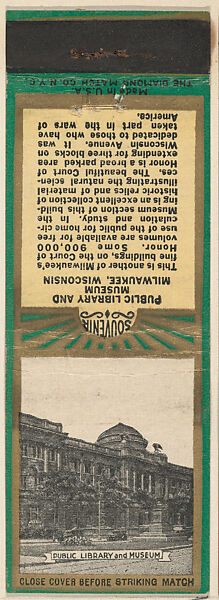 PUBLIC LIBRARY and MUSEUM
CLOSE COVER BEFORE STRIKING MATCH
SOUVENIR
PUBLIC LIBRARY AND
MUSEUM
MILWAUKEE, WISCONSIN
This is another of Milwaukee's
fine buildings, on the Court of
Honor. Some 900,000
volumes are available for free
use of the public for home cir-
culation and study. In the
Museum section of this build-
ing is an excellent collection
historic relics and of material
illustrating the natural scien-
ces. The beautiful Court of
Honor is a broad parked area
extending for three blocks on
Wisconsin Avenue. It was
dedicated to those who have
taken part in the wars of
America.
Made in U.S.A.
THE DIAMOND MATCH CO. N.Y.C.